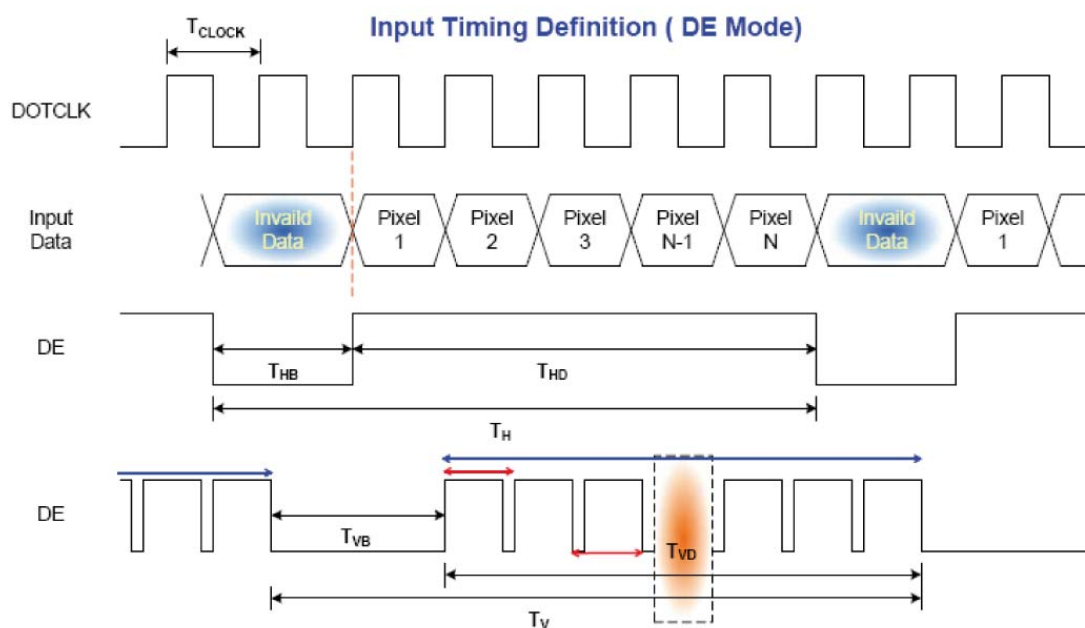 Input Timing Definition ( DE Mode)
TCLOCK
DOTCLK
Input
Data
Invaild
Data
Pixel
1
Pixel
2
Pixel
3
Pixel
N-1
Pixel
N
Invaild
Data
Pixel
1
DE
THB
THD
TH
DE
TVB
TVD
TV